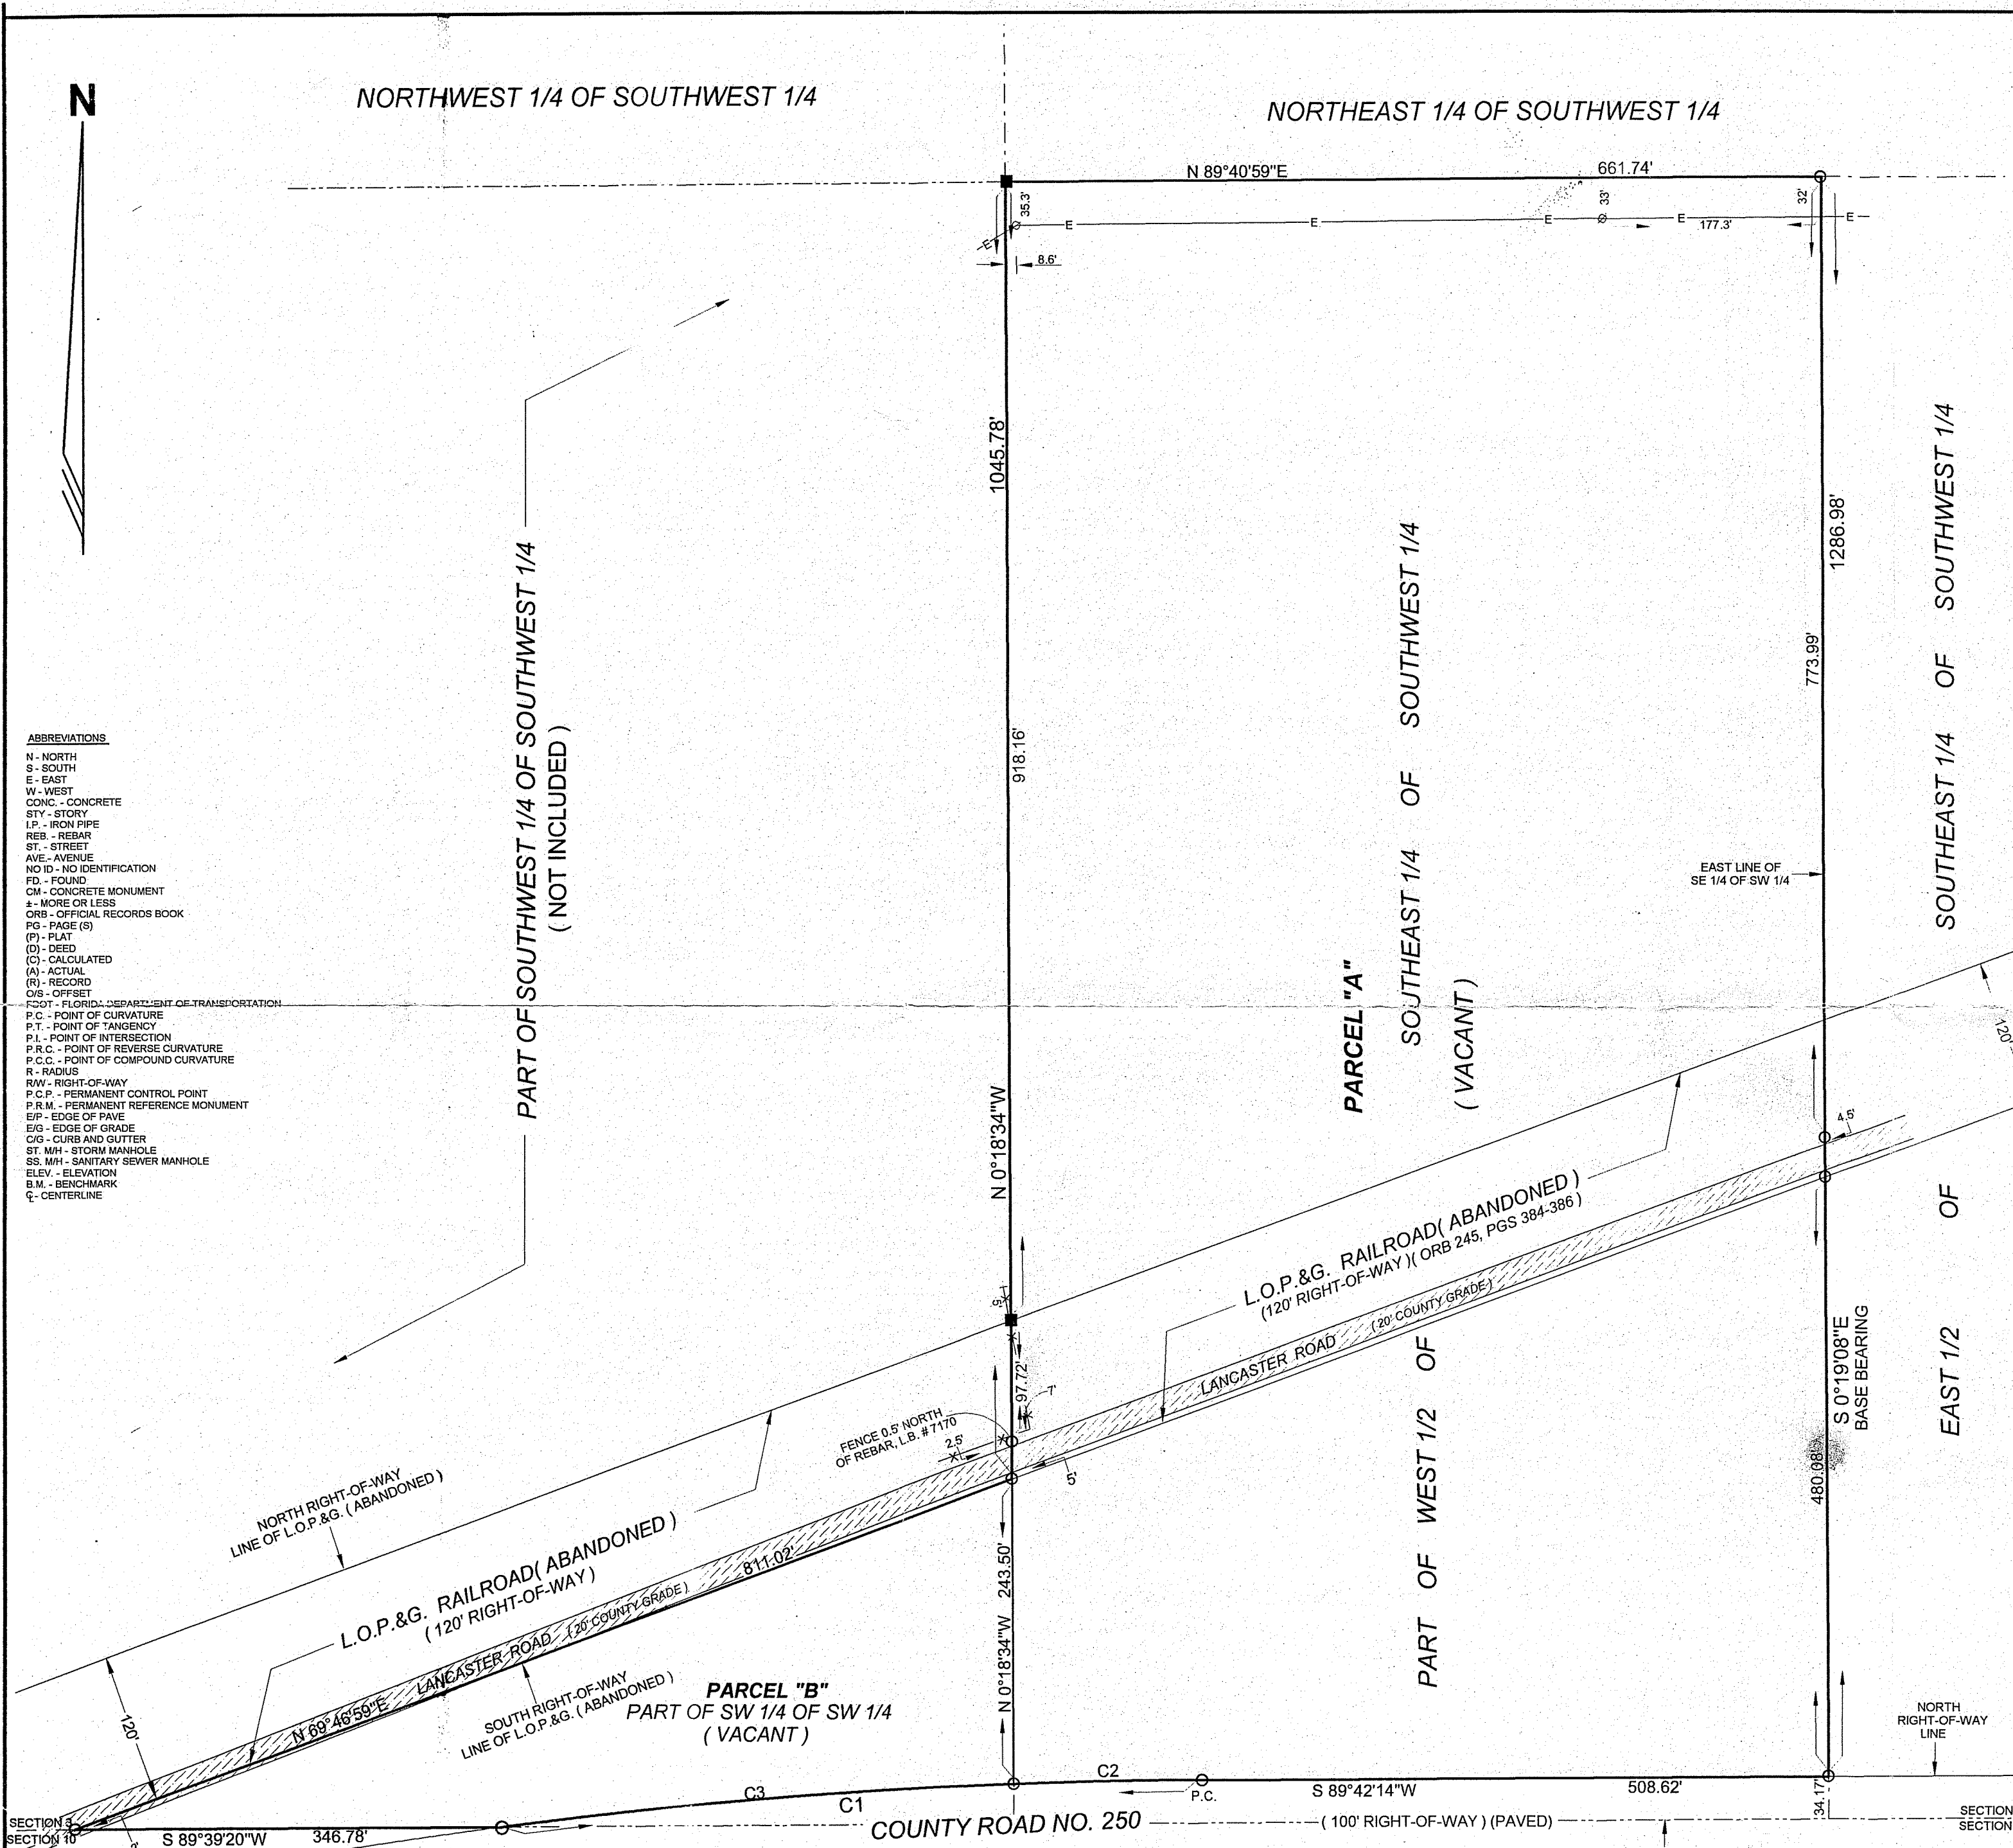 N
NORTHWEST 1/4 OF SOUTHWEST 1/4
NORTHEAST 1/4 OF SOUTHWEST 1/4
N 89°40'59"E
661.74'
35.3'
33'
32'
E
E
E
E
E
E
177.3'
8.6'
1045.78'
918.16'
N 0°18'34"W
1286.98'
773.99'
PART OF SOUTHWEST 1/4 OF SOUTHWEST 1/4
( NOT INCLUDED )
PARCEL "A"
SOUTHEAST 1/4 OF SOUTHWEST 1/4
( VACANT )
SOUTHEAST 1/4 OF SOUTHWEST 1/4
EAST LINE OF
SE 1/4 OF SW 1/4
ABBREVIATIONS
N - NORTH
S - SOUTH
E - EAST
W - WEST
CONC. - CONCRETE
STY - STORY
I.P. - IRON PIPE
REB. - REBAR
ST. - STREET
AVE.- AVENUE
NO ID - NO IDENTIFICATION
FD. - FOUND
CM - CONCRETE MONUMENT
± - MORE OR LESS
ORB - OFFICIAL RECORDS BOOK
PG - PAGE (S)
(P) - PLAT
(D) - DEED
(C) - CALCULATED
(A) - ACTUAL
(R) - RECORD
O/S - OFFSET
FDOT - FLORIDA DEPARTMENT OF TRANSPORTATION
P.C. - POINT OF CURVATURE
P.T. - POINT OF TANGENCY
P.I. - POINT OF INTERSECTION
P.R.C. - POINT OF REVERSE CURVATURE
P.C.C. - POINT OF COMPOUND CURVATURE
R - RADIUS
R/W - RIGHT-OF-WAY
P.C.P. - PERMANENT CONTROL POINT
P.R.M. - PERMANENT REFERENCE MONUMENT
E/P - EDGE OF PAVE
E/G - EDGE OF GRADE
C/G - CURB AND GUTTER
ST. M/H - STORM MANHOLE
SS. M/H - SANITARY SEWER MANHOLE
ELEV. - ELEVATION
B.M. - BENCHMARK
℄ - CENTERLINE
120'
4.5'
L.O.P.&G. RAILROAD( ABANDONED )
(120' RIGHT-OF-WAY )( ORB 245, PGS 384-386 )
LANCASTER ROAD
( 20' COUNTY GRADE )
.5'
97.72'
7'
FENCE 0.5' NORTH
OF REBAR, L.B. # 7170
2.5'
5'
PART OF WEST 1/2 OF
EAST 1/2 OF
S 0°19'08"E
BASE BEARING
480.08'
NORTH RIGHT-OF-WAY
LINE OF L.O.P.&G. ( ABANDONED )
L.O.P.&G. RAILROAD( ABANDONED )
( 120' RIGHT-OF-WAY )
811.02'
N 69°46'59"E
LANCASTER ROAD
( 20' COUNTY GRADE )
SOUTH RIGHT-OF-WAY
LINE OF L.O.P.&G. ( ABANDONED )
120'
PARCEL "B"
PART OF SW 1/4 OF SW 1/4
( VACANT )
N 0°18'34"W 243.50'
NORTH
RIGHT-OF-WAY
LINE
C3
C1
C2
P.C.
S 89°42'14"W
508.62'
34.17'
SECTION
SECTION 10
S 89°39'20"W
346.78'
COUNTY ROAD NO. 250
( 100' RIGHT-OF-WAY ) (PAVED)
SECTION
SECTION